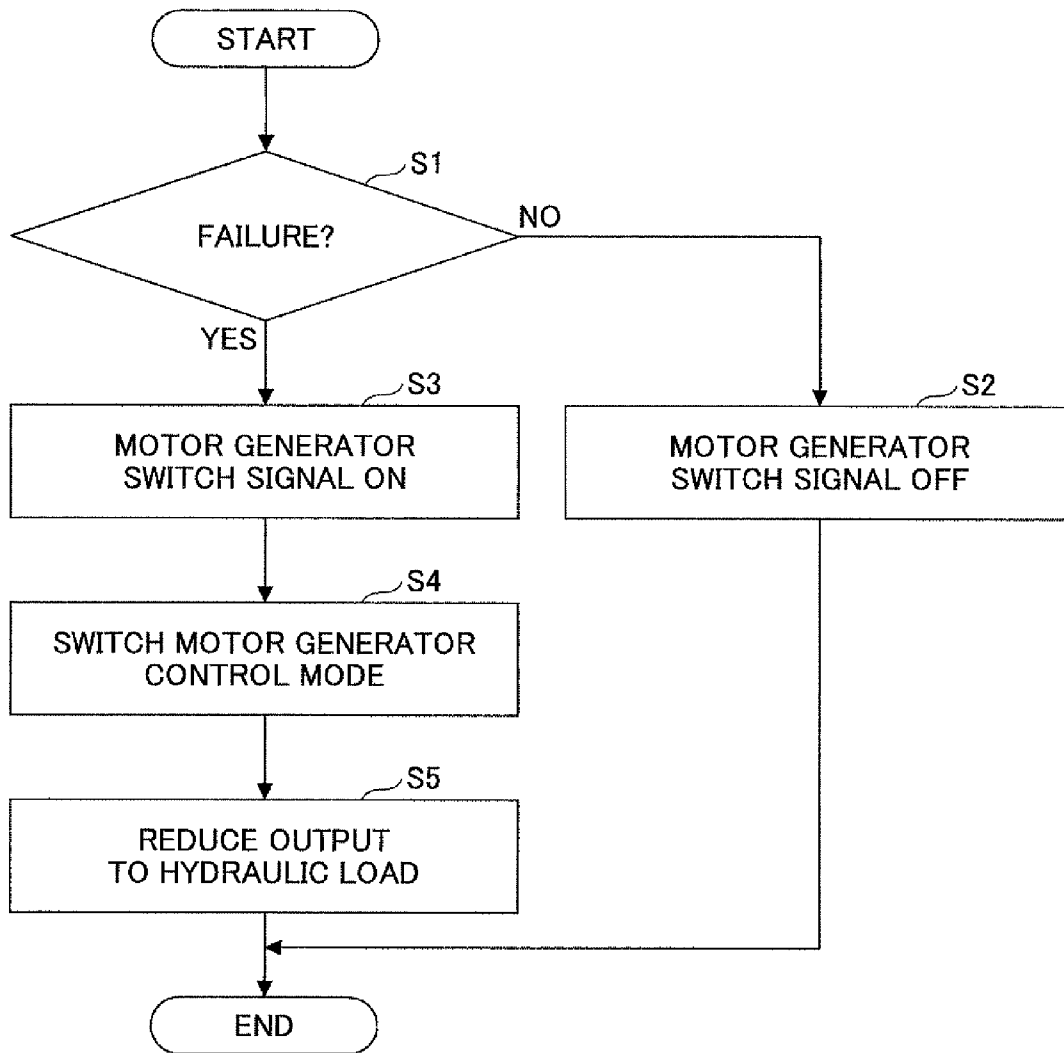 START
S1
FAILURE?
NO
YES
S3
MOTOR GENERATOR
SWITCH SIGNAL ON
S2
MOTOR GENERATOR
SWITCH SIGNAL OFF
S4
SWITCH MOTOR GENERATOR
CONTROL MODE
S5
REDUCE OUTPUT
TO HYDRAULIC LOAD
END